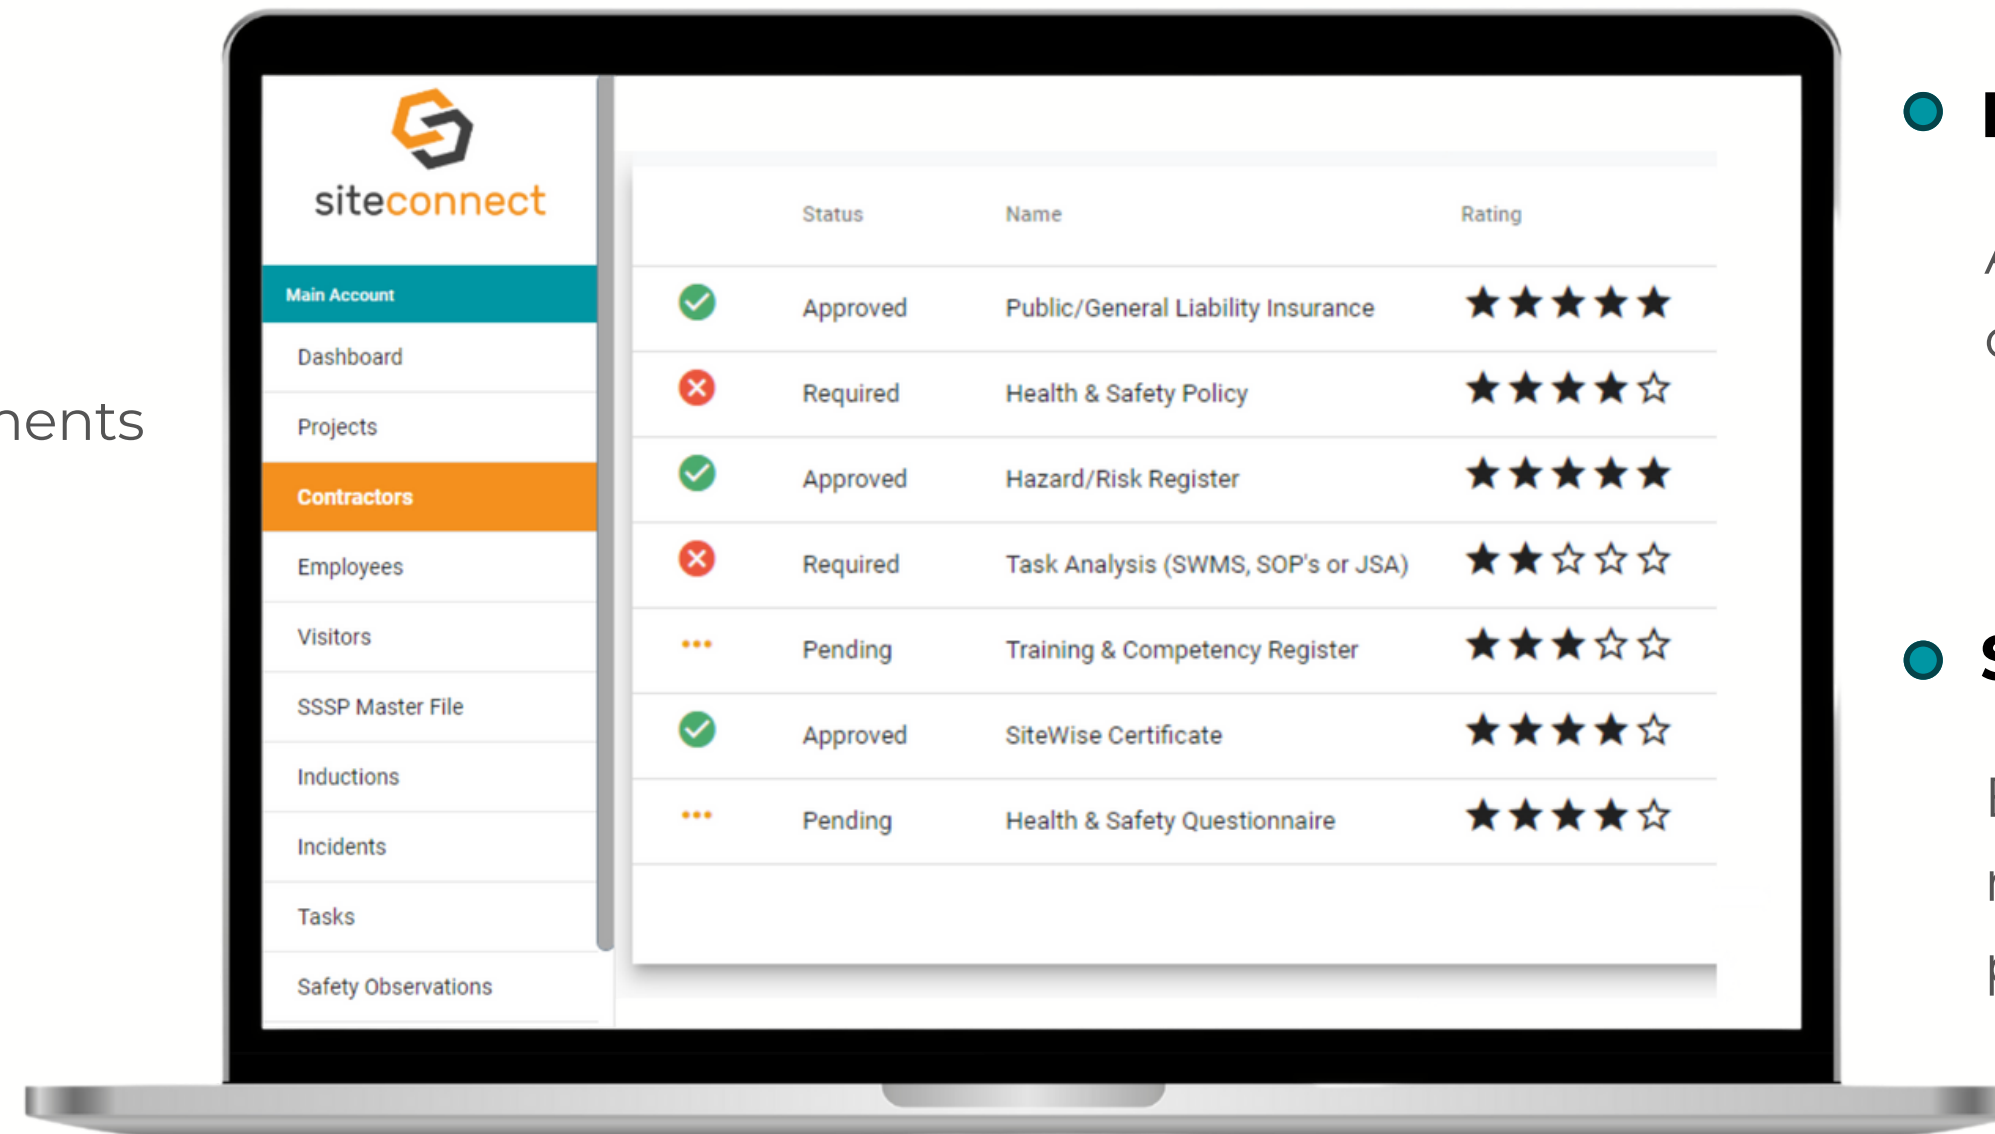 siteconnect
Main Account
Dashboard
Projects
Contractors
Employees
Visitors
SSSP Master File
Inductions
Incidents
Tasks
Safety Observations
Status Name Rating
Approved Public/General Liability Insurance
Required Health & Safety Policy
Approved Hazard/Risk Register
Required Task Analysis (SWMS, SOP's or JSA)
Pending Training & Competency Register
Approved SiteWise Certificate
Pending Health & Safety Questionnaire